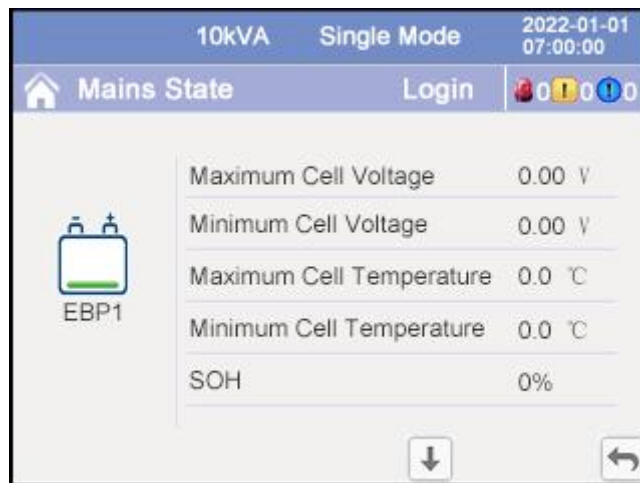 10kVA Single Mode 2022-01-01
07:00:00
Mains State Login 0 ! 0 ! 0
Maximum Cell Voltage 0.00 V
Minimum Cell Voltage 0.00 V
Maximum Cell Temperature 0.0 ℃
EBP1
Minimum Cell Temperature 0.0 ℃
SOH 0%